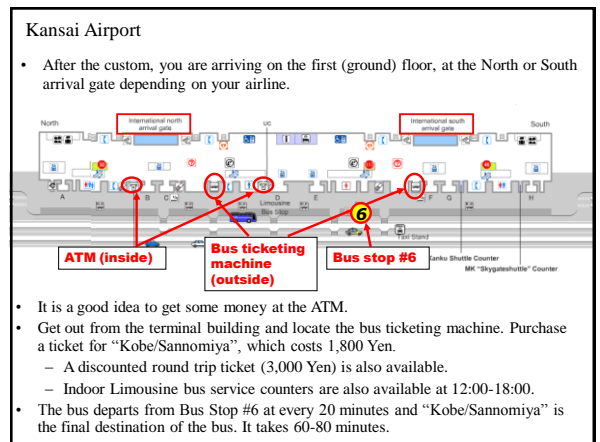 Kansai Airport
• After the custom, you are arriving on the first (ground) floor, at the North or South
arrival gate depending on your airline.
North
International north
arrival gate
UC
International south
arrival gate
South
A
B
C
D
E
F
G
H
Limousine
Bus stop
6
Taxi Stand
ATM (inside)
Bus ticketing
machine
(outside)
Bus stop #6
Kanku Shuttle Counter
MK "Skygateshuttle" Counter
• It is a good idea to get some money at the ATM.
• Get out from the terminal building and locate the bus ticketing machine. Purchase
a ticket for “Kobe/Sannomiya”, which costs 1,800 Yen.
– A discounted round trip ticket (3,000 Yen) is also available.
– Indoor Limousine bus service counters are also available at 12:00-18:00.
• The bus departs from Bus Stop #6 at every 20 minutes and “Kobe/Sannomiya” is
the final destination of the bus. It takes 60-80 minutes.